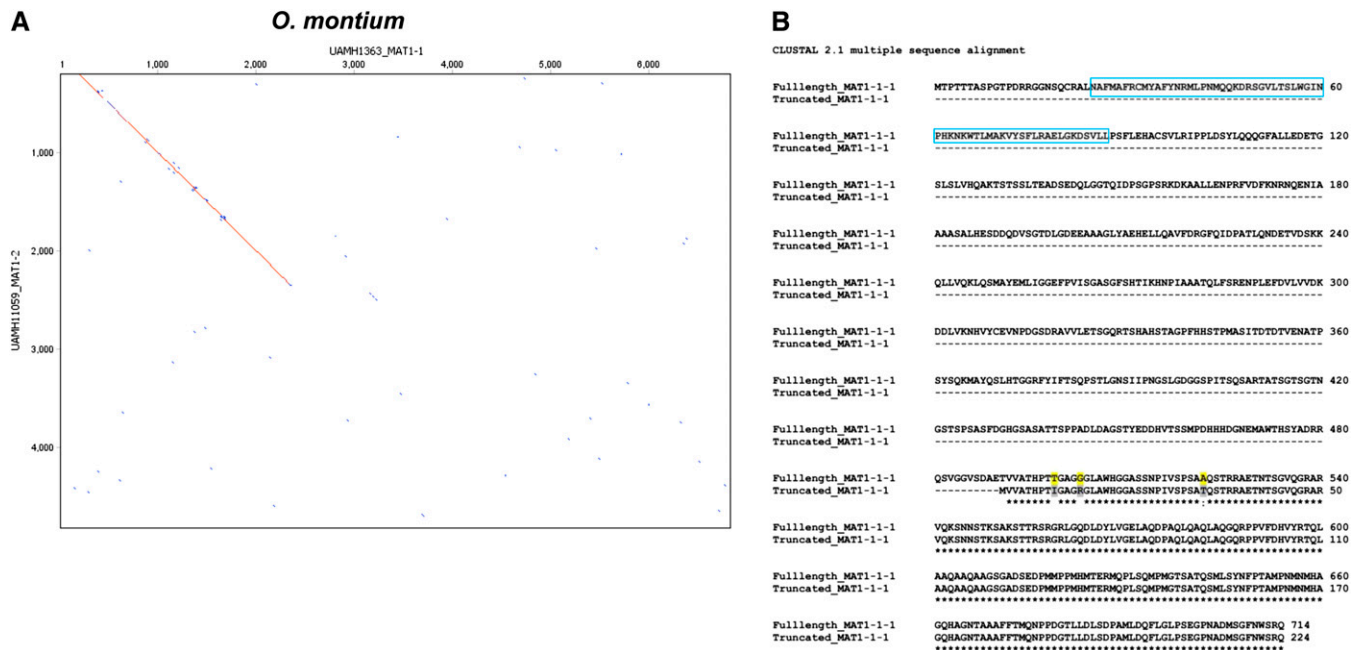 A
O. montium
UAMH1363_MAT1-1
1 1,000 2,000 3,000 4,000 5,000 6,000
UAMH11059_MAT1-2
1,000
2,000
3,000
4,000
B
CLUSTAL 2.1 multiple sequence alignment
Fulllength_MAT1-1-1 MTPTTTASPGTPDRRGGNSQCRALNAFMAFRCMYAFYNRMLPNMQQKDRSGVLTSLWGIN 60
Truncated_MAT1-1-1 ------------------------------------------------------------
Fulllength_MAT1-1-1 PHKNKWTLMAKVYSFLRAELGKDSVLLPSFLEHACSVLRIPPLDSYLQQQGFALLEDETG 120
Truncated_MAT1-1-1 ------------------------------------------------------------
Fulllength_MAT1-1-1 SLSLVHQAKTSTSSLTEADSEDQLGGTQIDPSGPSRKDKAALLENPRFVDFKNRNQENIA 180
Truncated_MAT1-1-1 ------------------------------------------------------------
Fulllength_MAT1-1-1 AAASALHESDDQDVSGTDLGDEEAAAGLYAEHELLQAVFDRGFQIDPATLQNDETVDSKK 240
Truncated_MAT1-1-1 ------------------------------------------------------------
Fulllength_MAT1-1-1 QLLVQKLQSMAYEMLIGGEFPVISGASGFSHTIKHNPIAAATQLFSRENPLEFDVLVVDK 300
Truncated_MAT1-1-1 ------------------------------------------------------------
Fulllength_MAT1-1-1 DDLVKNHVYCEVNPDGSDRAVVLETSGQRTSHAHSTAGPFHHSTPMASITDTDTVENATP 360
Truncated_MAT1-1-1 ------------------------------------------------------------
Fulllength_MAT1-1-1 SYSQKMAYQSLHTGGRFYIFTSQPSTLGNSIIPNGSLGDGGSPITSQSARTATSGTSGTN 420
Truncated_MAT1-1-1 ------------------------------------------------------------
Fulllength_MAT1-1-1 GSTSPSASFDGHGSASATTSPPADLDAGSTYEDDHVTSSMPDHHHDGNEMAWTHSYADRR 480
Truncated_MAT1-1-1 ------------------------------------------------------------
Fulllength_MAT1-1-1 QSVGGVSDAETVVATHPTTGAGGGLAWHGGASSNPIVSPSAAQSTRRAETNTSGVQGRAR 540
Truncated_MAT1-1-1 ----------MVVATHPTIGAGRGLAWHGGASSNPIVSPSATQSTRRAETNTSGVQGRAR 50
******* *** ******************:******************
Fulllength_MAT1-1-1 VQKSNNSTKSAKSTTRSRGRLGQDLDYLVGELAQDPAQLQAQLAQGQRPPVFDHVYRTQL 600
Truncated_MAT1-1-1 VQKSNNSTKSAKSTTRSRGRLGQDLDYLVGELAQDPAQLQAQLAQGQRPPVFDHVYRTQL 110
************************************************************
Fulllength_MAT1-1-1 AAQAAQAAGSGADSEDPMMPPMHMTERMQPLSQMPMGTSATQSMLSYNFPTAMPNMNMHA 660
Truncated_MAT1-1-1 AAQAAQAAGSGADSEDPMMPPMHMTERMQPLSQMPMGTSATQSMLSYNFPTAMPNMNMHA 170
************************************************************
Fulllength_MAT1-1-1 GQHAGNTAAAFFTMQNPPDGTLLDLSDPAMLDQFLGLPSEGPNADMSGFNWSRQ 714
Truncated_MAT1-1-1 GQHAGNTAAAFFTMQNPPDGTLLDLSDPAMLDQFLGLPSEGPNADMSGFNWSRQ 224
******************************************************